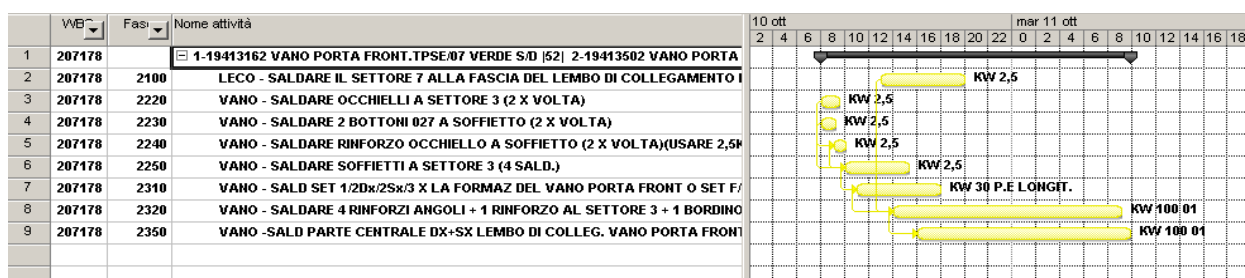 WBS Fas Nome attività 10 ott mar 11 ott
2 4 6 8 10 12 14 16 18 20 22 0 2 4 6 8 10 12 14 16 18
1 207178 1-19413162 VANO PORTA FRONT.TPSE/07 VERDE S/D |52| 2-19413502 VANO PORTA
2 207178 2100 LECO - SALDARE IL SETTORE 7 ALLA FASCIA DEL LEMBO DI COLLEGAMENTO KW 2,5
3 207178 2220 VANO - SALDARE OCCHIELLI A SETTORE 3 (2 X VOLTA) KW 2,5
4 207178 2230 VANO - SALDARE 2 BOTTONI 027 A SOFFIETTO (2 X VOLTA) KW 2,5
5 207178 2240 VANO - SALDARE RINFORZO OCCHIELLO A SOFFIETTO (2 X VOLTA)(USARE 2,5K KW 2,5
6 207178 2250 VANO - SALDARE SOFFIETTI A SETTORE 3 (4 SALD.) KW 2,5
7 207178 2310 VANO - SALD SET 1/2Dx/2Sx/3 X LA FORMAZ DEL VANO PORTA FRONT O SET F/ KW 30 P.E LONGIT.
8 207178 2320 VANO - SALDARE 4 RINFORZI ANGOLI + 1 RINFORZO AL SETTORE 3 + 1 BORDINO KW 100 01
9 207178 2350 VANO -SALD PARTE CENTRALE DX+SX LEMBO DI COLLEG. VANO PORTA FRONT KW 100 01